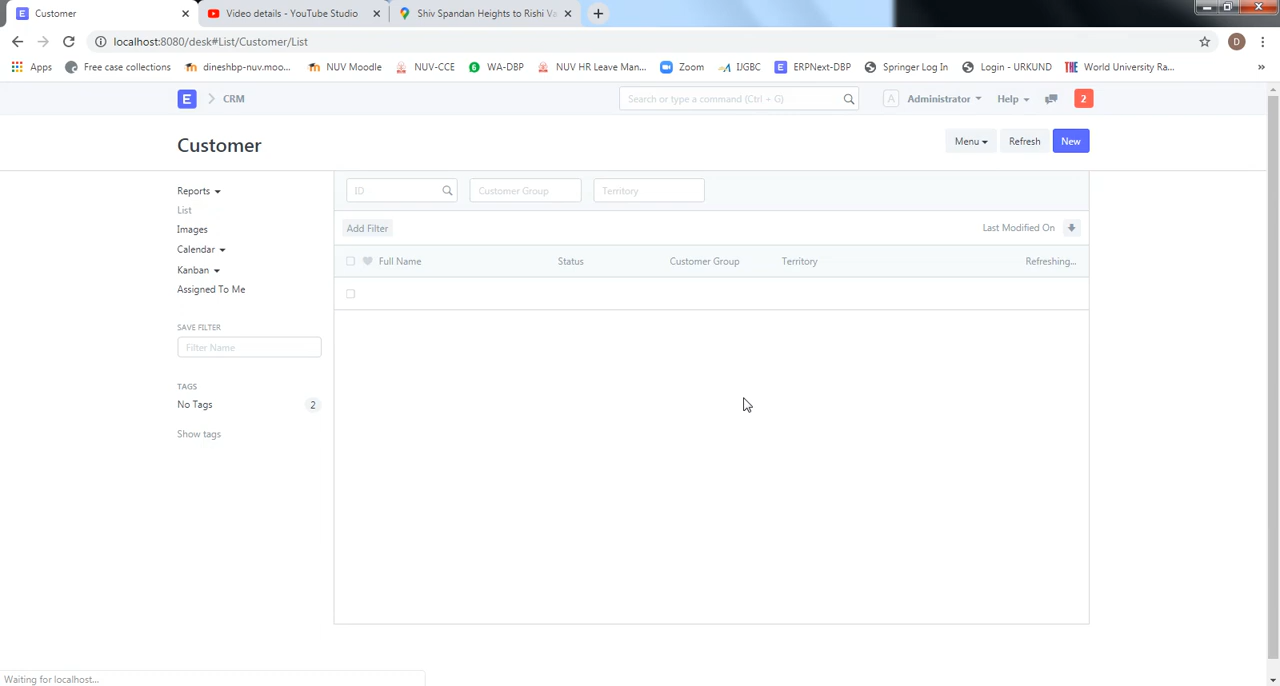 Customer
Video details - YouTube Studio
Shiv Spandan Heights to Rishi Va
localhost:8080/desk#List/Customer/List
D
Apps
Free case collections
dineshbp-nuv.moo...
NUV Moodle
NUV-CCE
WA-DBP
NUV HR Leave Man...
Zoom
IJGBC
ERPNext-DBP
Springer Log In
Login - URKUND
World University Ra...
E
CRM
Search or type a command (Ctrl + G)
A
Administrator
Help
2
Customer
Menu
Refresh
New
Reports
List
Images
Calendar
Kanban
Assigned To Me
SAVE FILTER
Filter Name
TAGS
No Tags
2
Show tags
ID
Customer Group
Territory
Add Filter
Last Modified On
Full Name
Status
Customer Group
Territory
Refreshing...
Waiting for localhost...